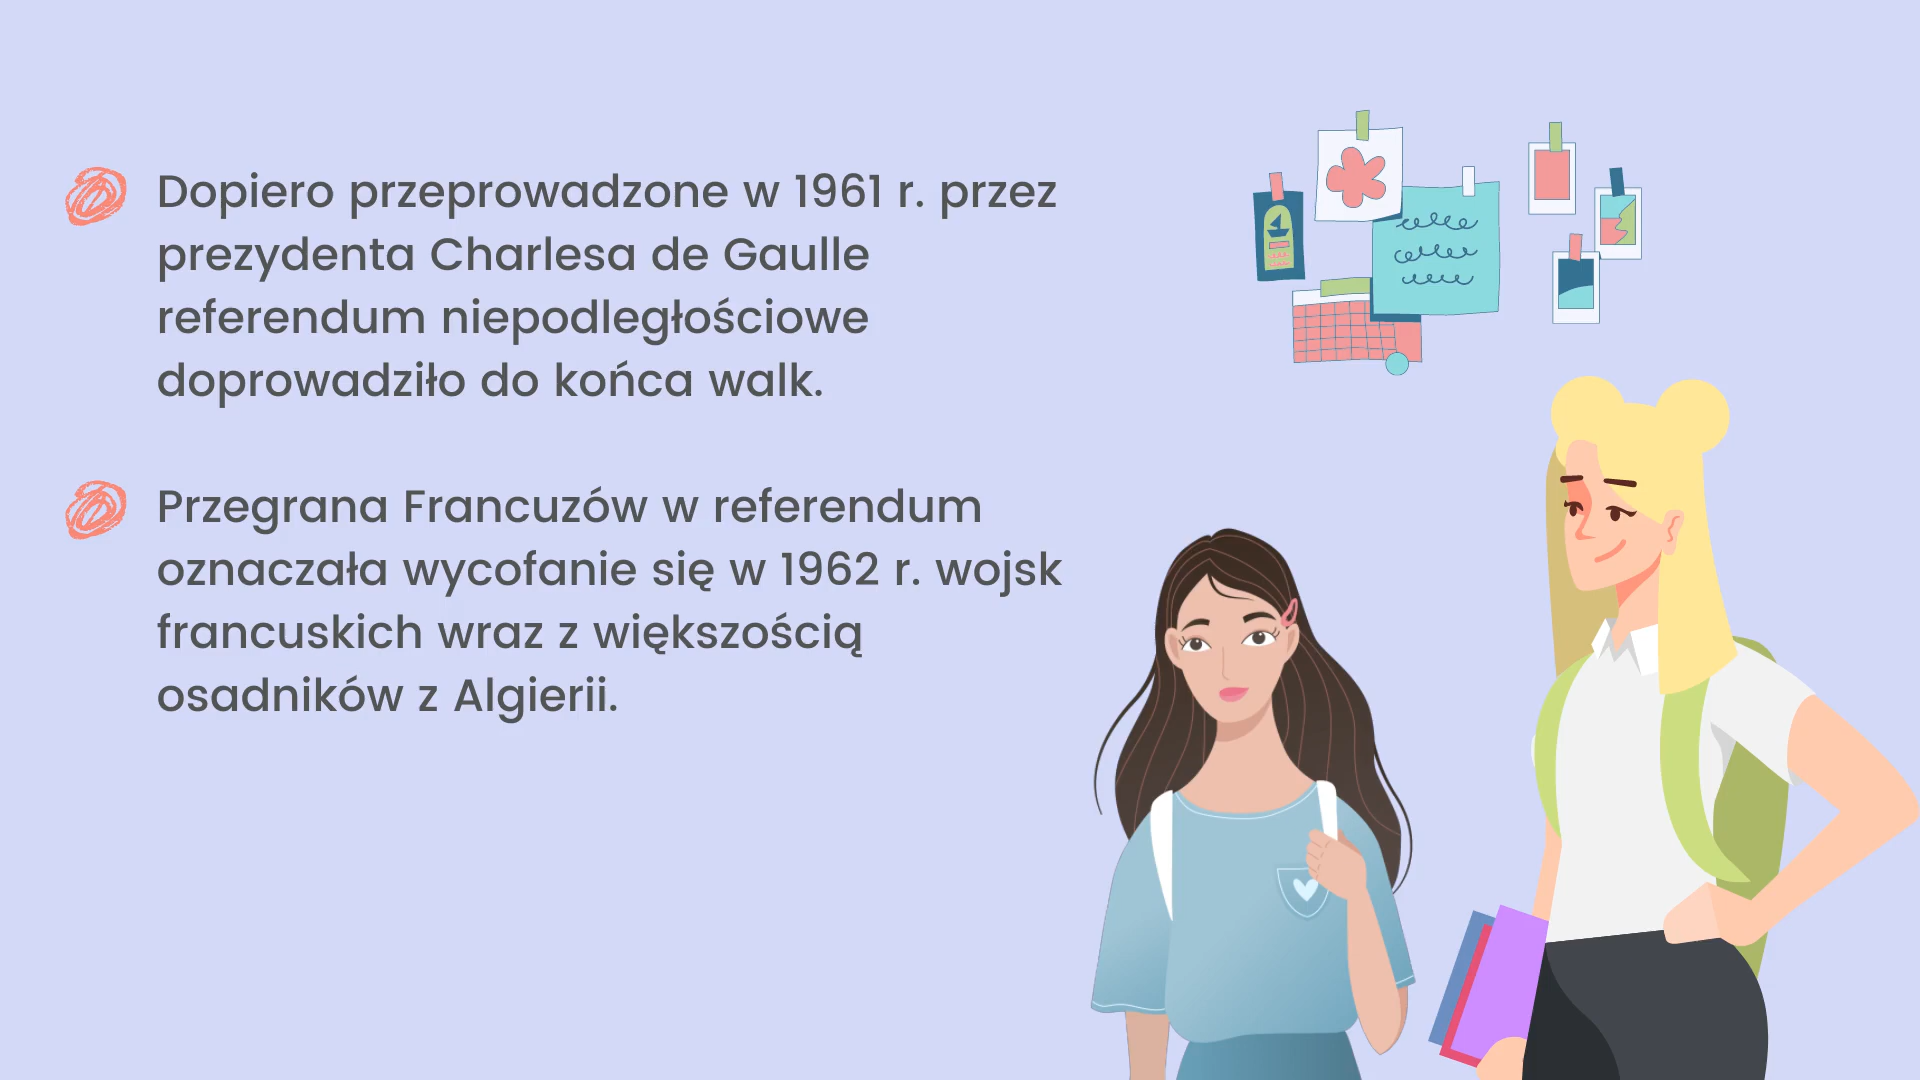 Dopiero przeprowadzone w 1961 r. przez
prezydenta Charlesa de Gaulle
referendum niepodległościowe
doprowadziło do końca walk.
Przegrana Francuzów w referendum
oznaczała wycofanie się w 1962 r. wojsk
francuskich wraz z większością
osadników z Algierii.